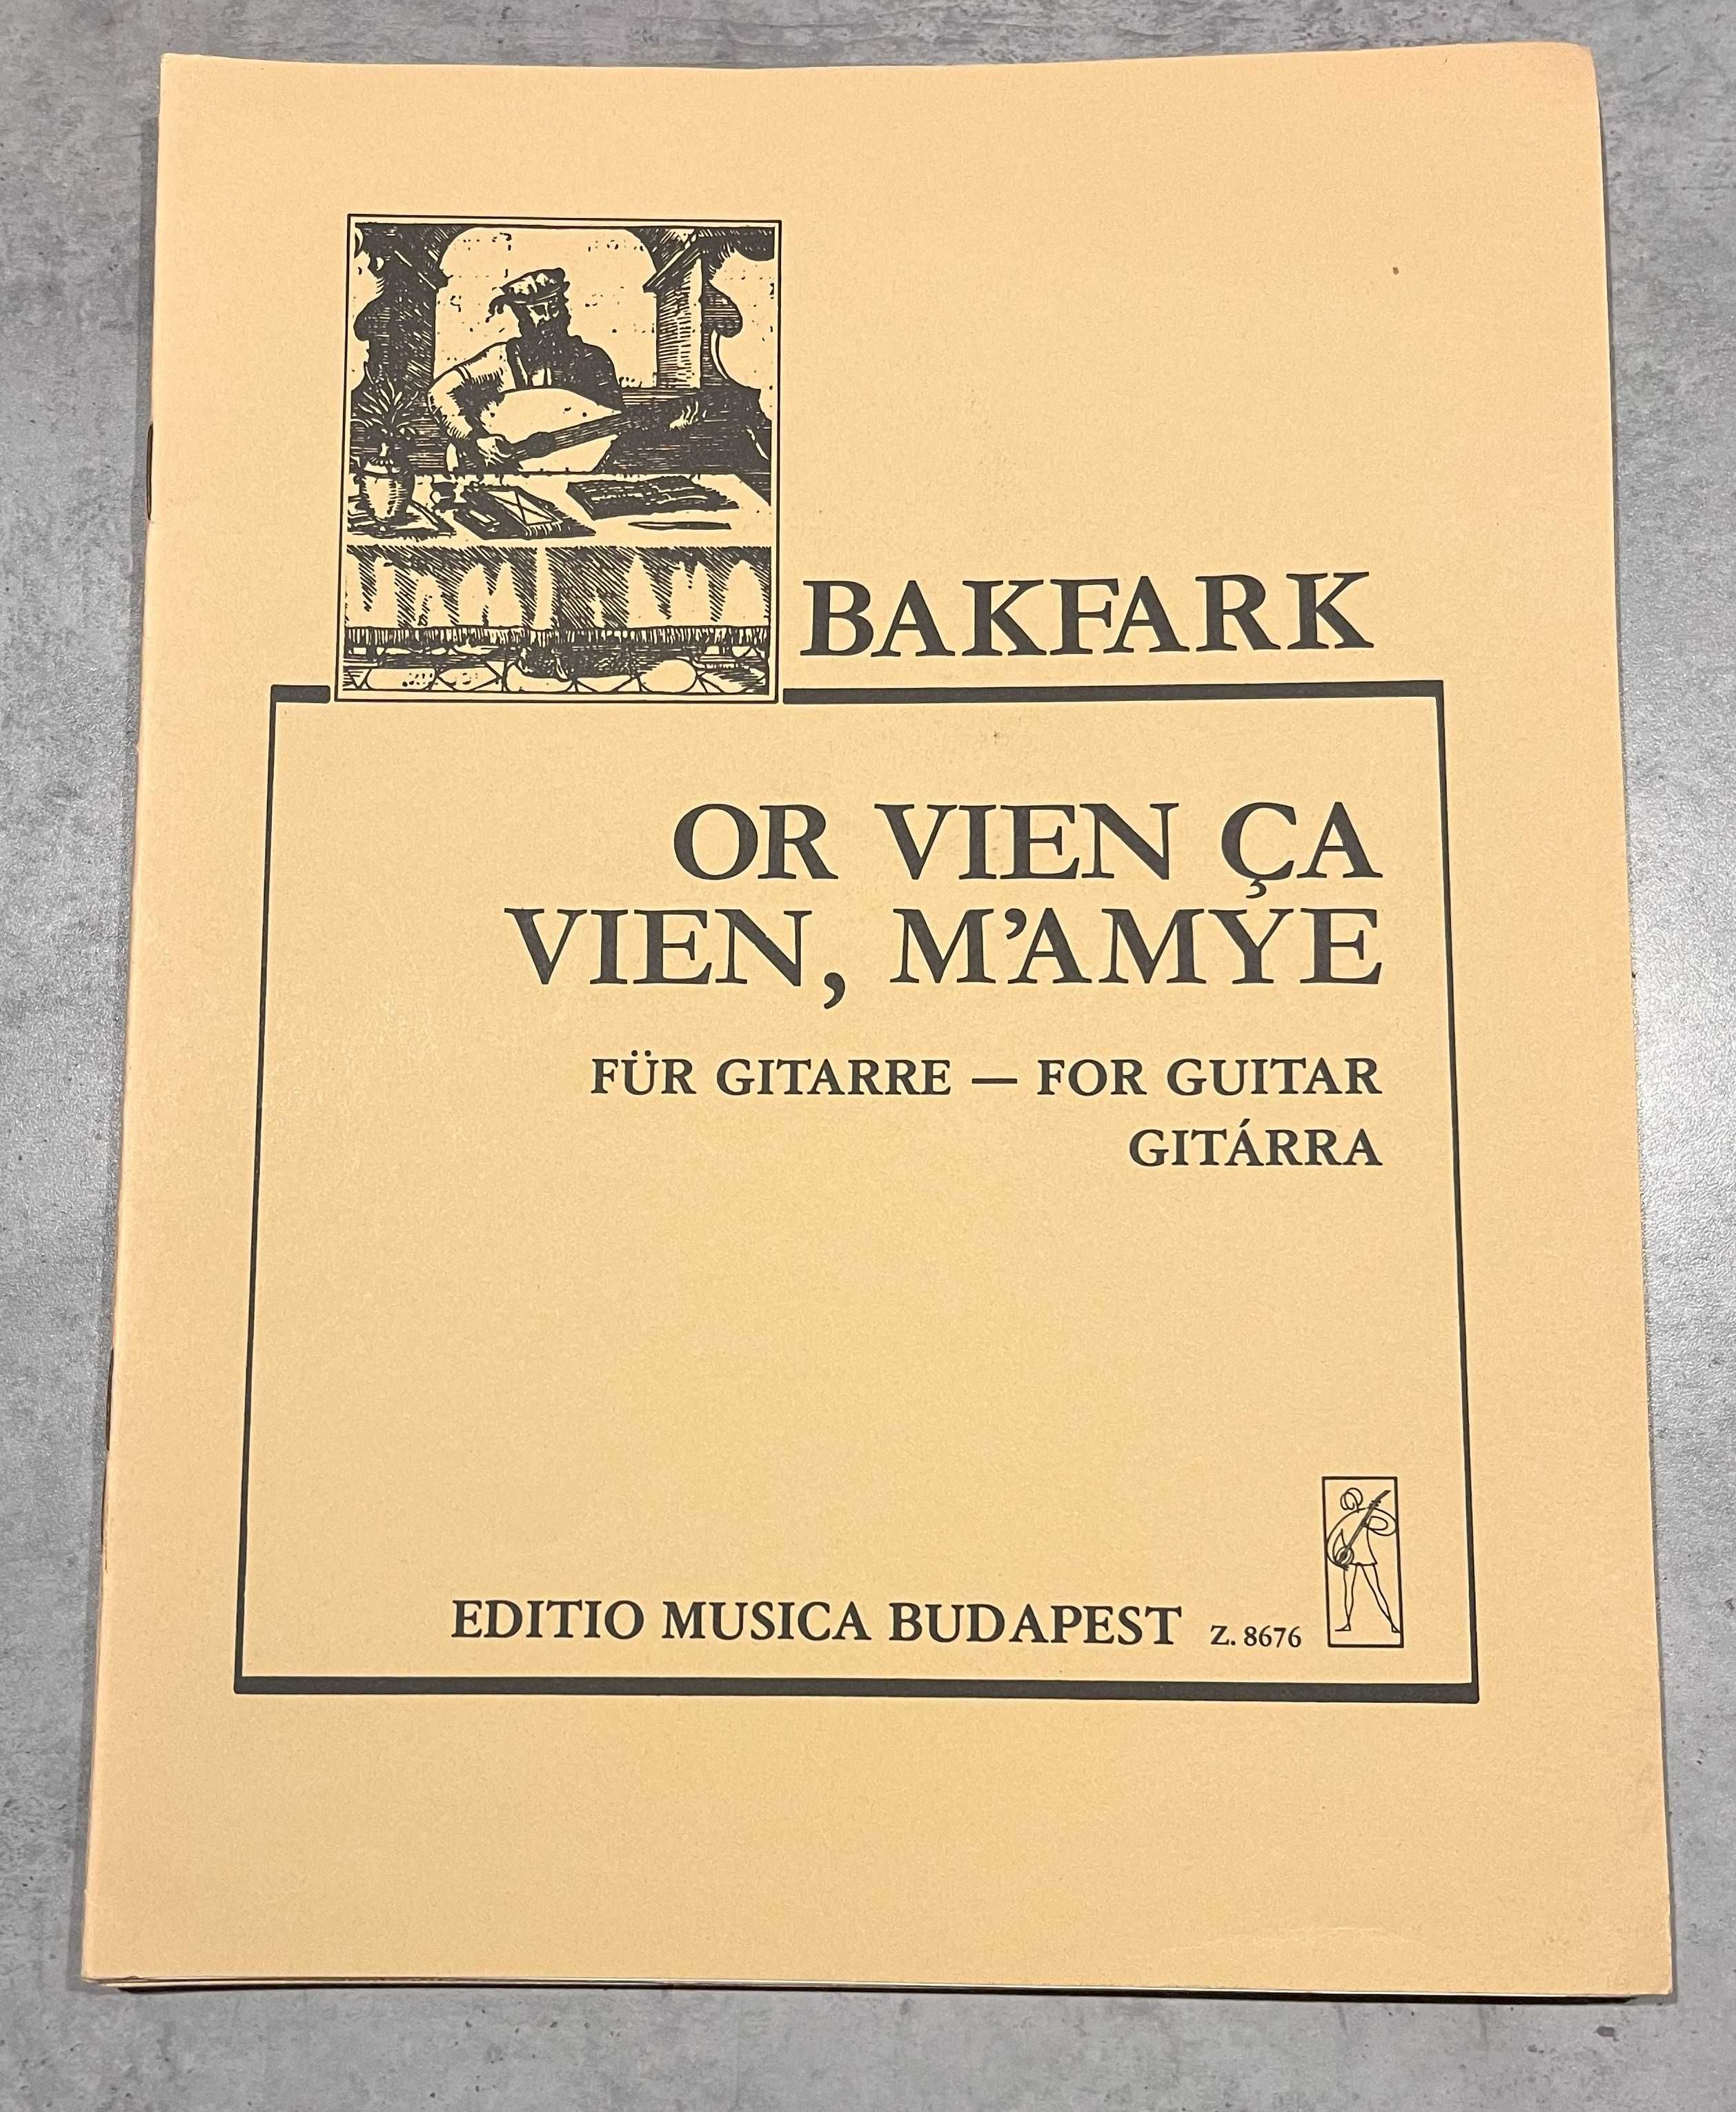 BAKFARK
OR VIEN ÇA
VIEN, M'AMYE
FÜR GITARRE — FOR GUITAR
GITÁRRA
EDITIO MUSICA BUDAPEST Z. 8676